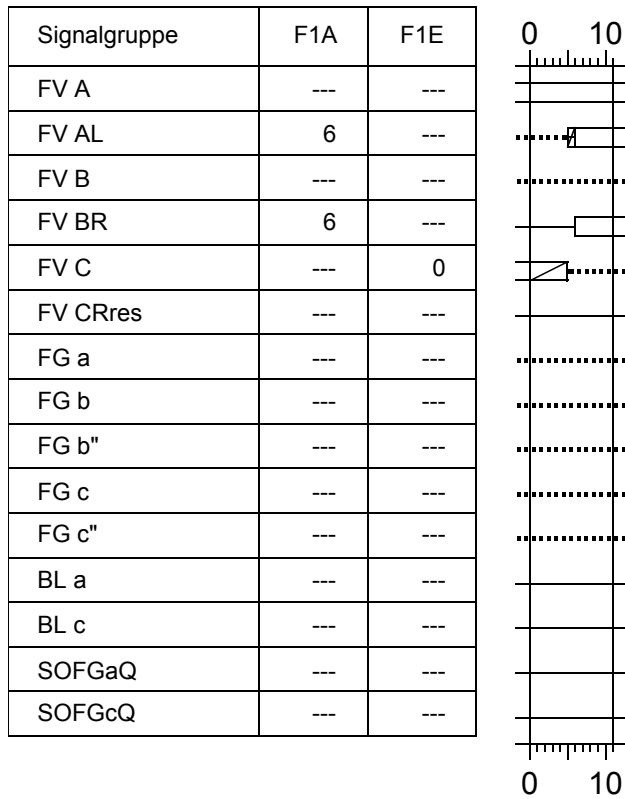 Signalgruppe F1A F1E 0 10
FV A --- ---
FV AL 6 ---
FV B --- ---
FV BR 6 ---
FV C --- 0
FV CRres --- ---
FG a --- ---
FG b --- ---
FG b" --- ---
FG c --- ---
FG c" --- ---
BL a --- ---
BL c --- ---
SOFGaQ --- ---
SOFGcQ --- ---
0 10